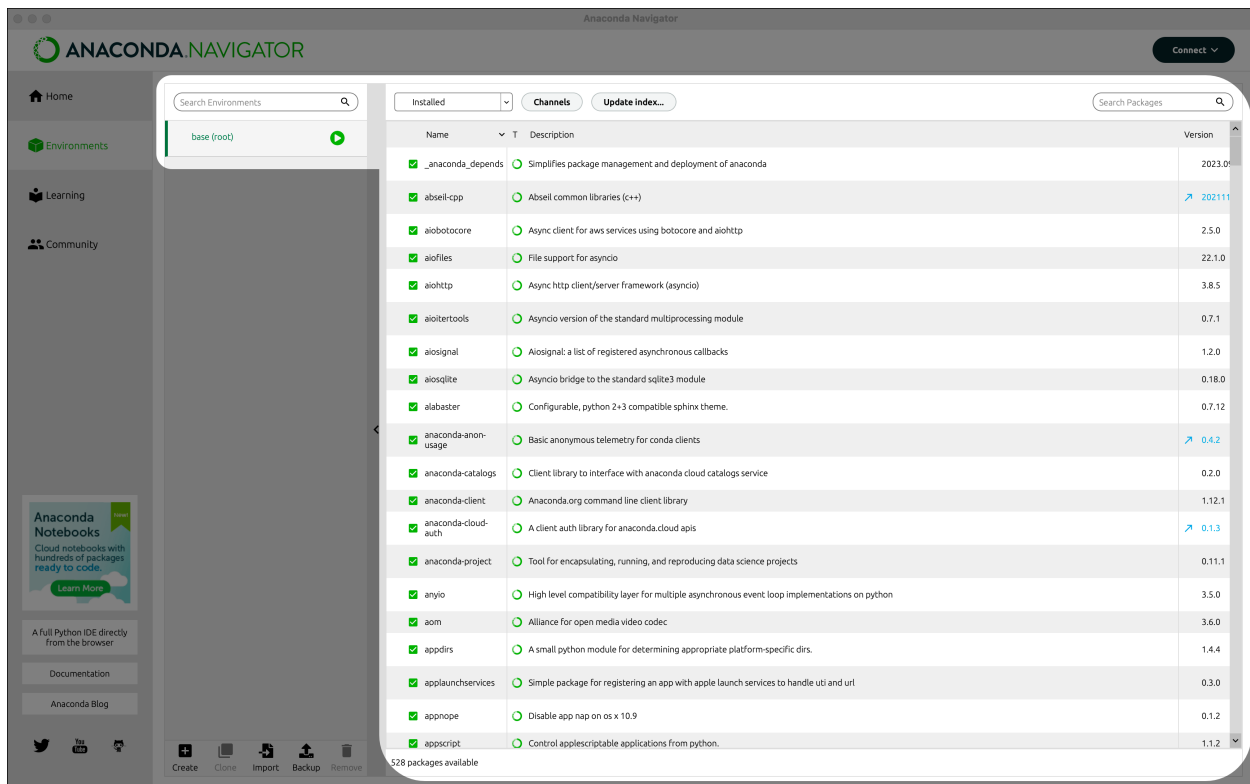 Anaconda Navigator
ANACONDA.NAVIGATOR
Connect
Home
Environments
Learning
Community
Anaconda Notebooks
New!
Cloud notebooks with
hundreds of packages
ready to code.
Learn More
A full Python IDE directly
from the browser
Documentation
Anaconda Blog
You
Tube
Search Environments
base (root)
Create
Clone
Import
Backup
Remove
Installed
Channels
Update index...
Search Packages
Name T Description Version
_anaconda_depends Simplifies package management and deployment of anaconda 2023.09
abseil-cpp Abseil common libraries (c++) 202111
aiobotocore Async client for aws services using botocore and aiohttp 2.5.0
aiofiles File support for asyncio 22.1.0
aiohttp Async http client/server framework (asyncio) 3.8.5
aioitertools Asyncio version of the standard multiprocessing module 0.7.1
aiosignal Aiosignal: a list of registered asynchronous callbacks 1.2.0
aiosqlite Asyncio bridge to the standard sqlite3 module 0.18.0
alabaster Configurable, python 2+3 compatible sphinx theme. 0.7.12
anaconda-anon-
usage Basic anonymous telemetry for conda clients 0.4.2
anaconda-catalogs Client library to interface with anaconda cloud catalogs service 0.2.0
anaconda-client Anaconda.org command line client library 1.12.1
anaconda-cloud-
auth A client auth library for anaconda.cloud apis 0.1.3
anaconda-project Tool for encapsulating, running, and reproducing data science projects 0.11.1
anyio High level compatibility layer for multiple asynchronous event loop implementations on python 3.5.0
aom Alliance for open media video codec 3.6.0
appdirs A small python module for determining appropriate platform-specific dirs. 1.4.4
applaunchservices Simple package for registering an app with apple launch services to handle uti and url 0.3.0
appnope Disable app nap on os x 10.9 0.1.2
appscript Control applescriptable applications from python. 1.1.2
528 packages available